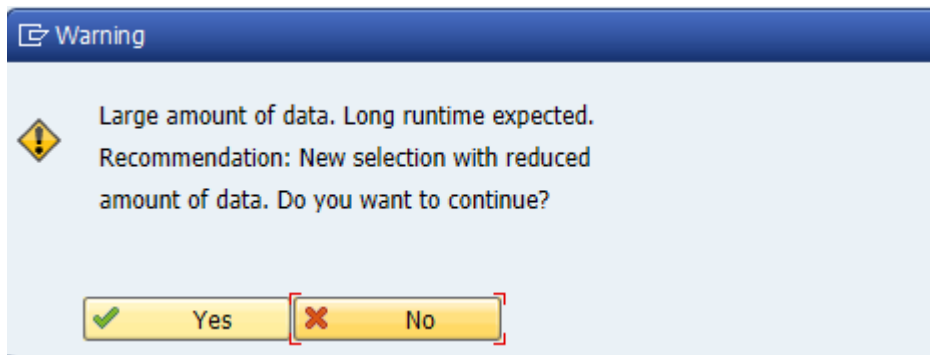 Warning
Large amount of data. Long runtime expected.
Recommendation: New selection with reduced
amount of data. Do you want to continue?
Yes No